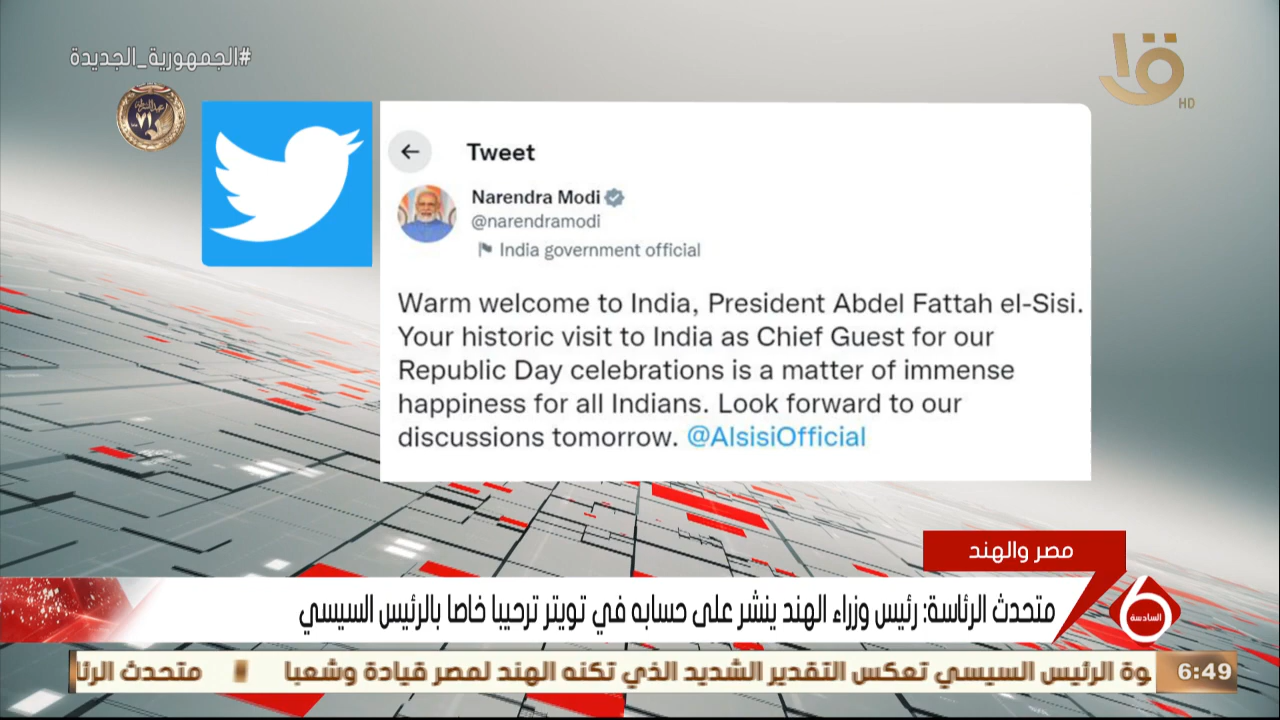 #الجمهورية_الجديدة
HD
Tweet
Narendra Modi
@narendramodi
India government official
Warm welcome to India, President Abdel Fattah el-Sisi.
Your historic visit to India as Chief Guest for our
Republic Day celebrations is a matter of immense
happiness for all Indians. Look forward to our
discussions tomorrow. @AlsisiOfficial
مصر والهند
متحدث الرئاسة: رئيس وزراء الهند ينشر على حسابه في تويتر ترحيبا خاصا بالرئيس السيسي
السادسة
6:49
وة الرئيس السيسي تعكس التقدير الشديد الذي تكنه الهند لمصر قيادة وشعبا
متحدث الرئا